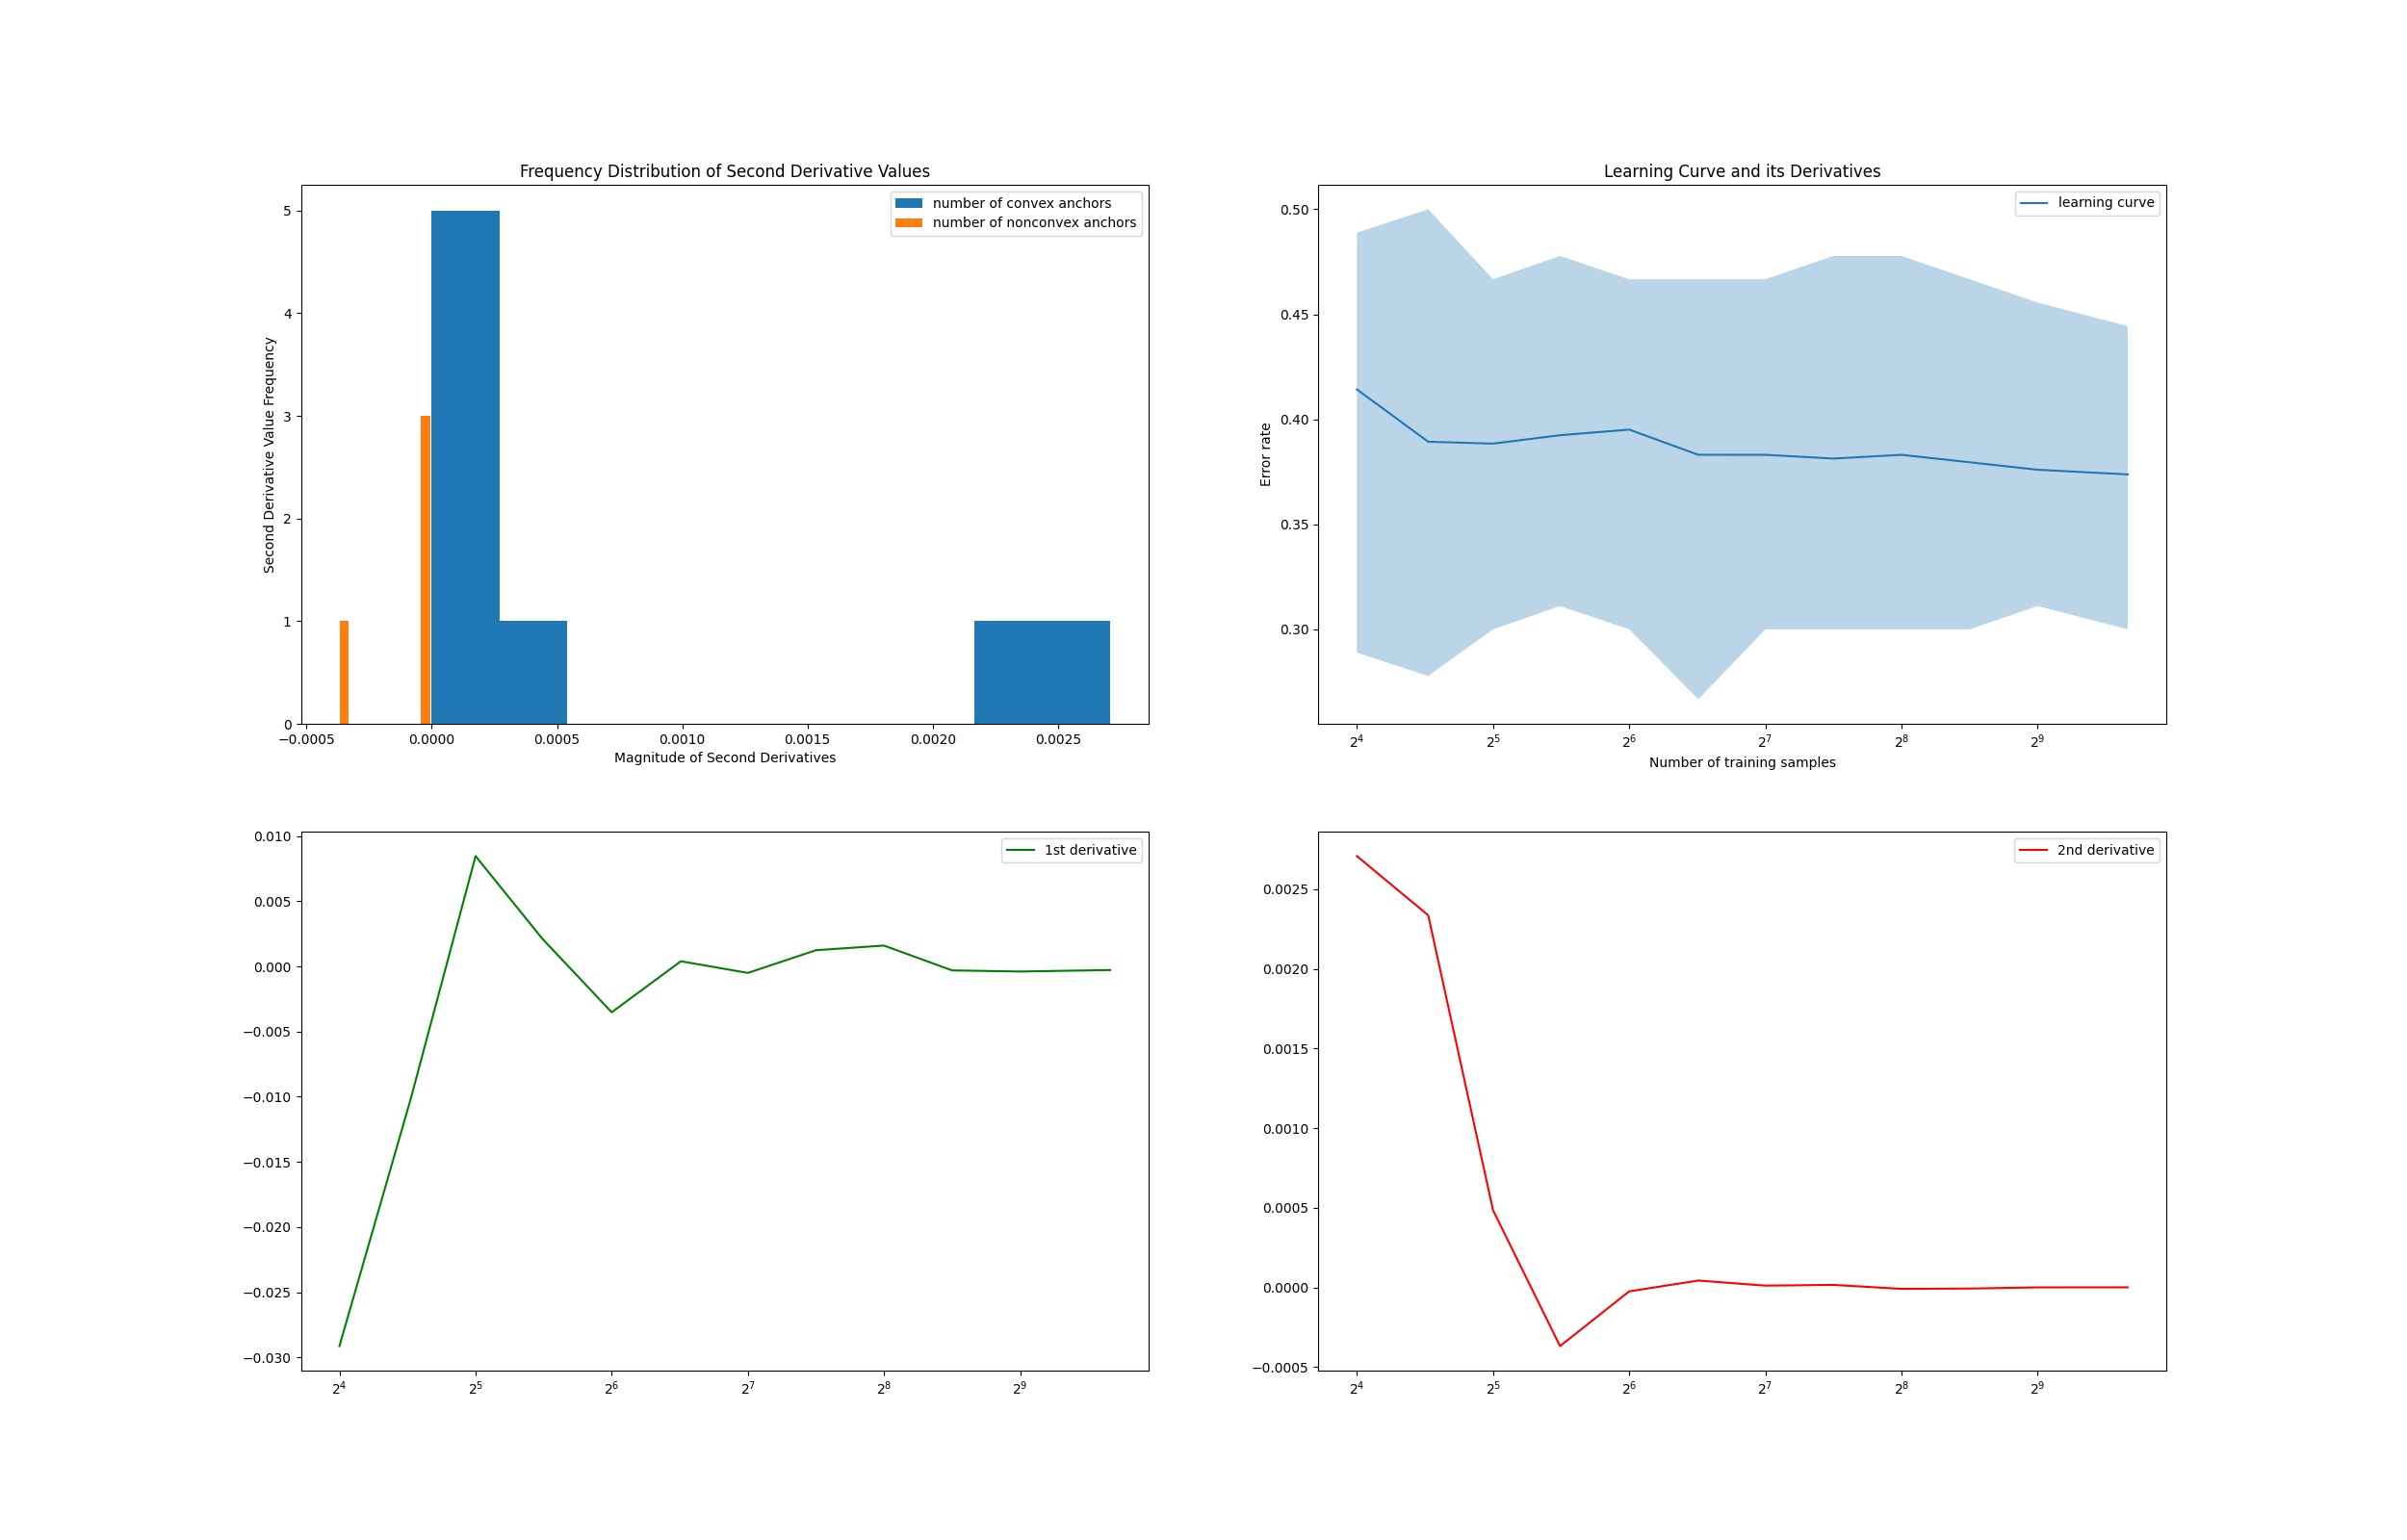 Frequency Distribution of Second Derivative Values
number of convex anchors
number of nonconvex anchors
Second Derivative Value Frequency
5
4
3
2
1
0
−0.0005 0.0000 0.0005 0.0010 0.0015 0.0020 0.0025
Magnitude of Second Derivatives
Learning Curve and its Derivatives
learning curve
Error rate
0.50
0.45
0.40
0.35
0.30
2⁴ 2⁵ 2⁶ 2⁷ 2⁸ 2⁹
Number of training samples
1st derivative
0.010
0.005
0.000
−0.005
−0.010
−0.015
−0.020
−0.025
−0.030
2⁴ 2⁵ 2⁶ 2⁷ 2⁸ 2⁹
2nd derivative
0.0025
0.0020
0.0015
0.0010
0.0005
0.0000
−0.0005
2⁴ 2⁵ 2⁶ 2⁷ 2⁸ 2⁹